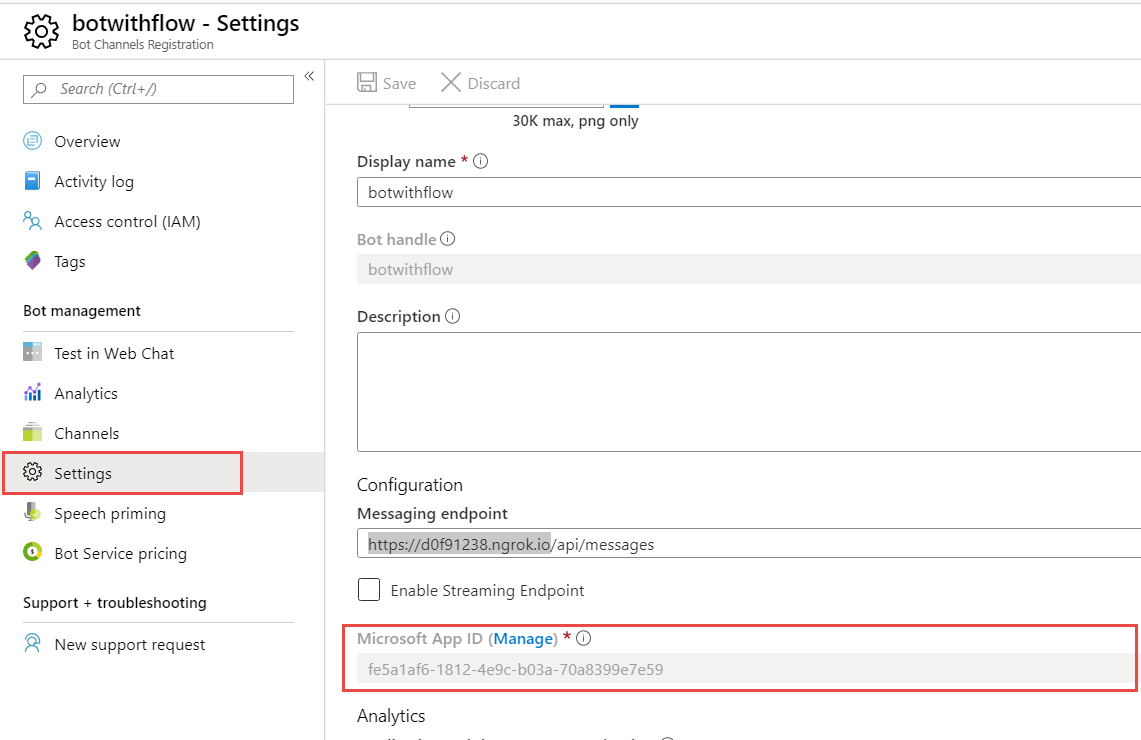 botwithflow - Settings
Bot Channels Registration
Search (Ctrl+/)
«
Overview
Activity log
Access control (IAM)
Tags
Bot management
Test in Web Chat
Analytics
Channels
Settings
Speech priming
Bot Service pricing
Support + troubleshooting
New support request
Save
Discard
30K max, png only
Display name *
botwithflow
Bot handle
botwithflow
Description
Configuration
Messaging endpoint
https://d0f91238.ngrok.io/api/messages
Enable Streaming Endpoint
Microsoft App ID (Manage) *
fe5a1af6-1812-4e9c-b03a-70a8399e7e59
Analytics